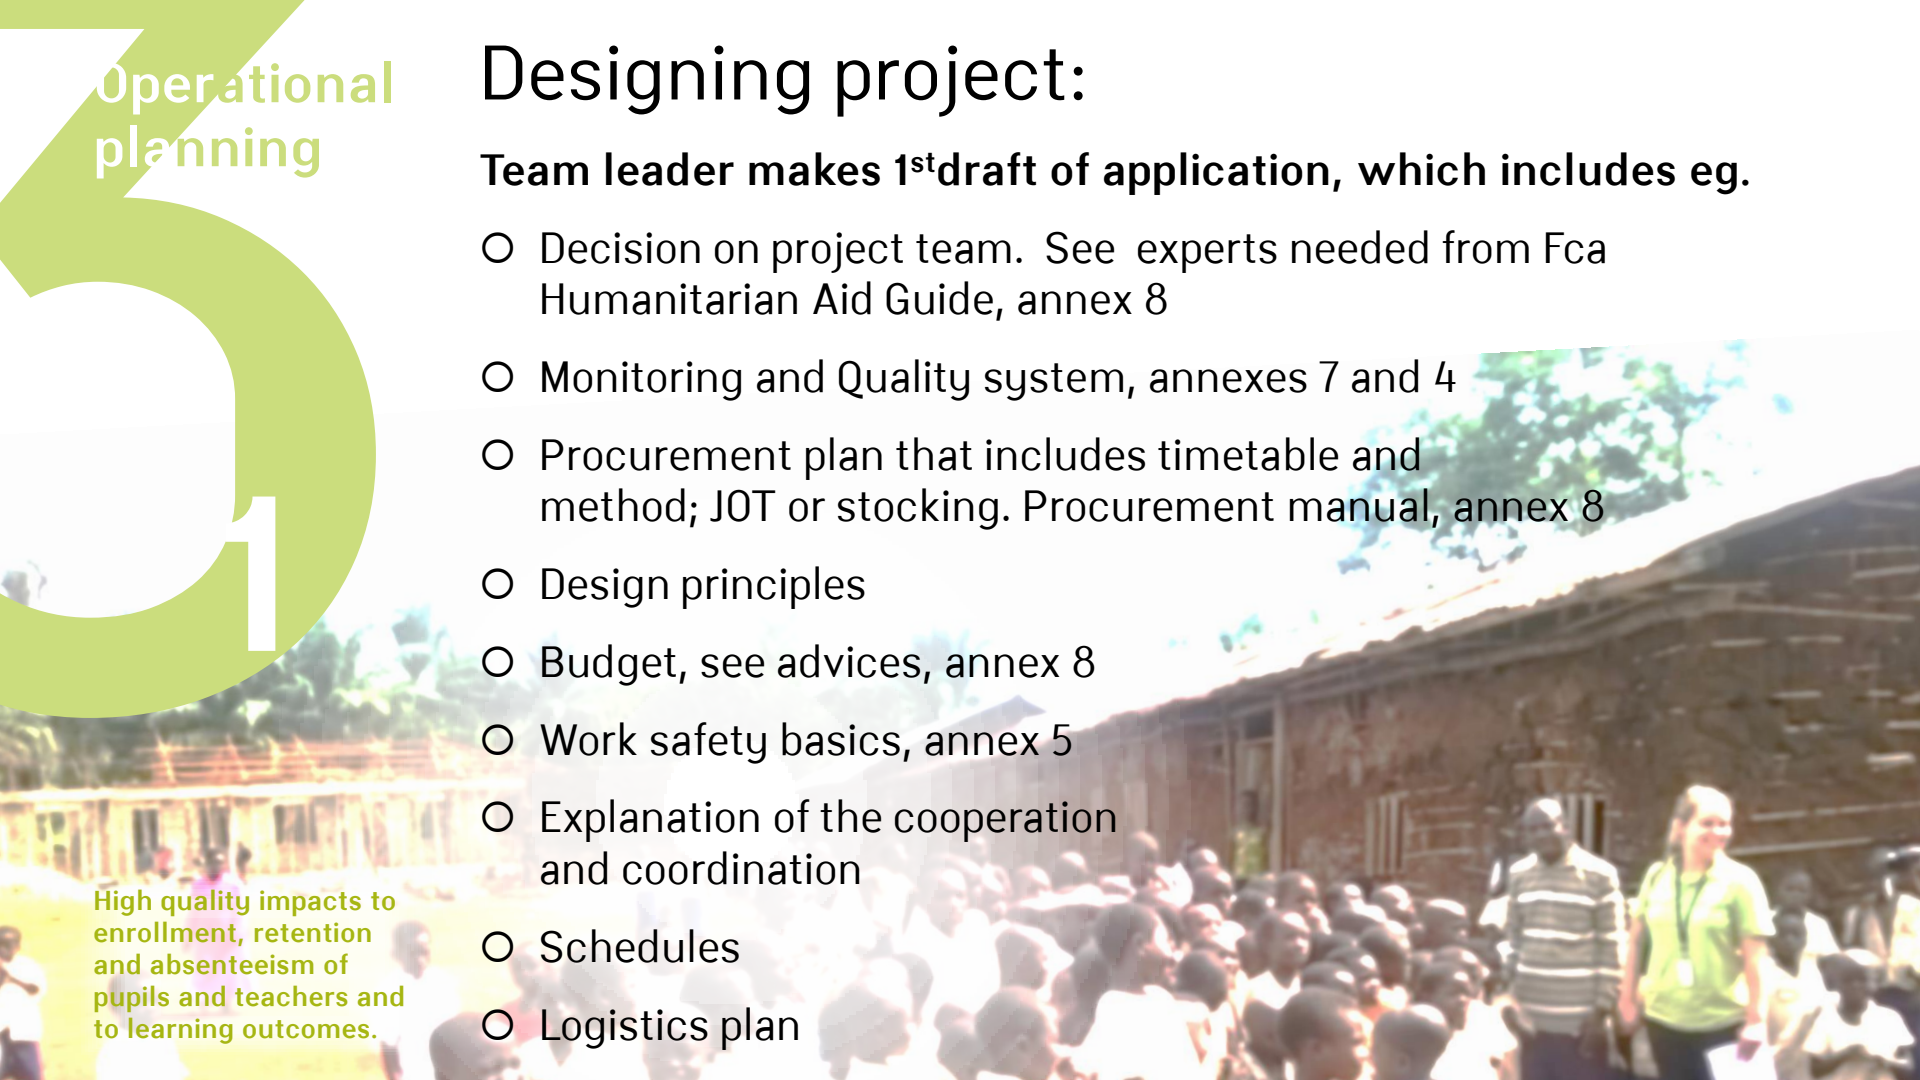 3
Operational
planning
1
Designing project:
Team leader makes 1stdraft of application, which includes eg.
Decision on project team. See experts needed from Fca
Humanitarian Aid Guide, annex 8
Monitoring and Quality system, annexes 7 and 4
Procurement plan that includes timetable and
method; JOT or stocking. Procurement manual, annex 8
Design principles
Budget, see advices, annex 8
Work safety basics, annex 5
Explanation of the cooperation
and coordination
Schedules
Logistics plan
High quality impacts to
enrollment, retention
and absenteeism of
pupils and teachers and
to learning outcomes.